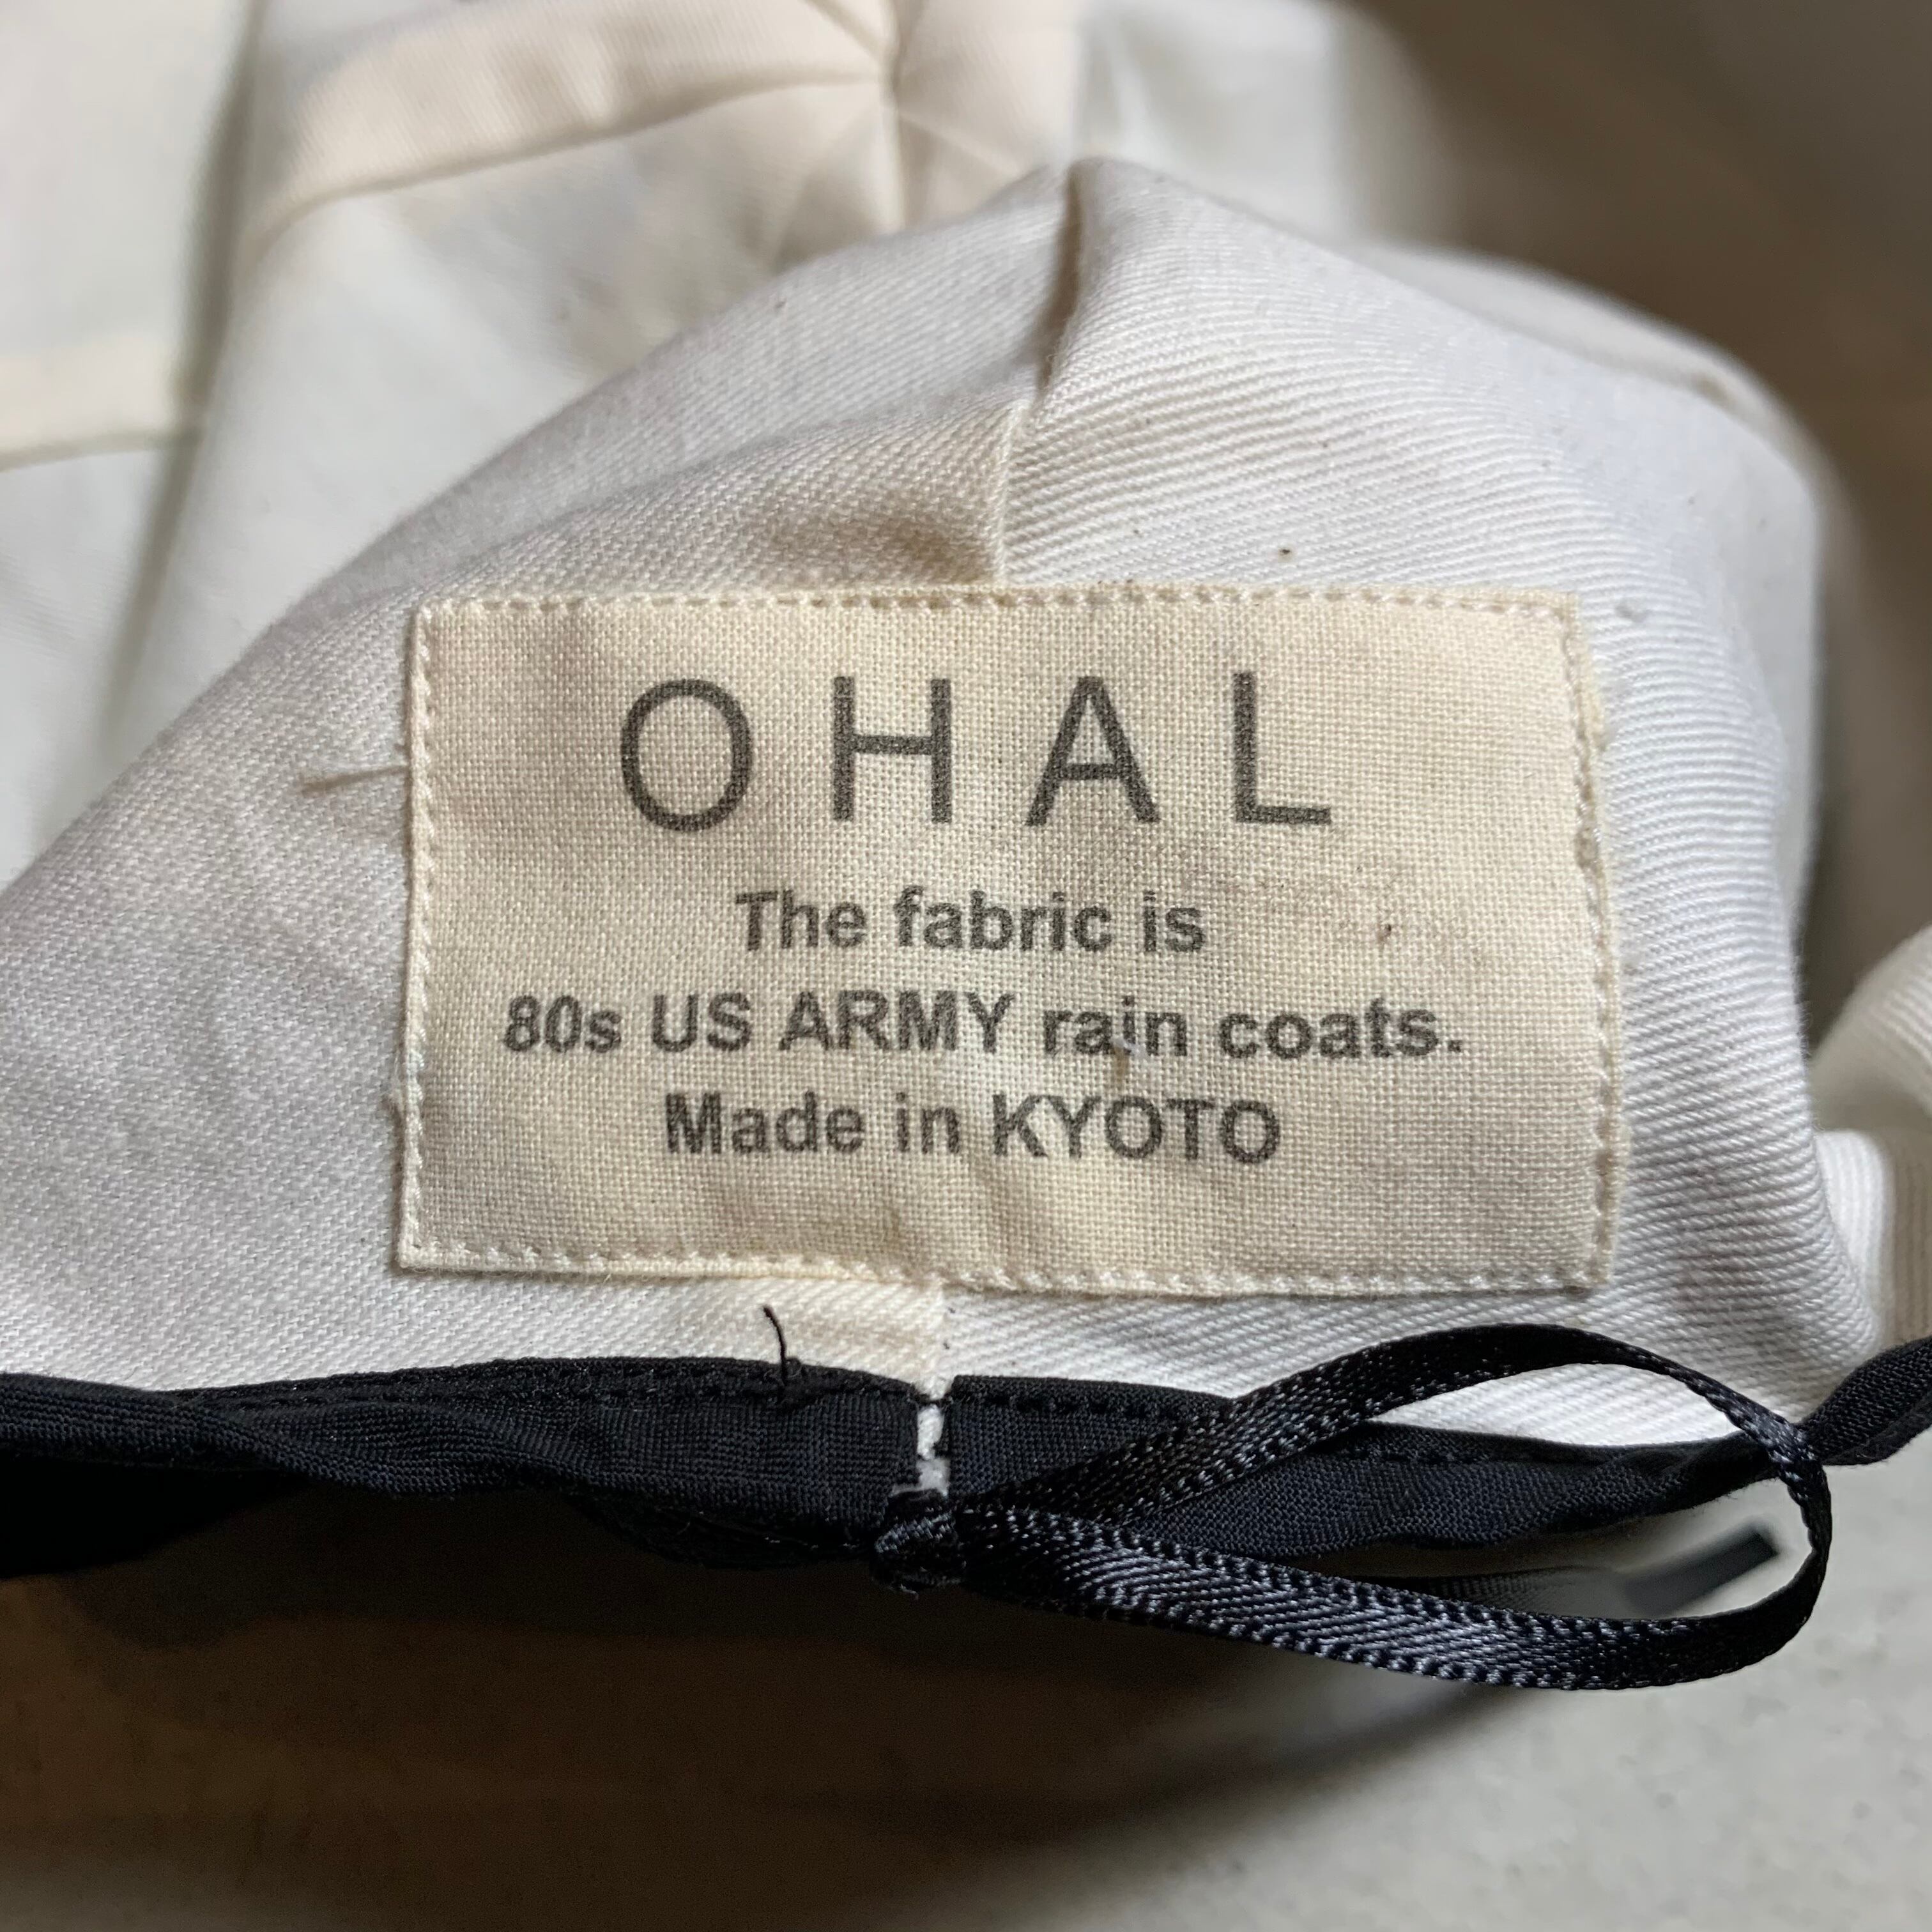 OHAL
The fabric is
80s US ARMY rain coats.
Made in KYOTO